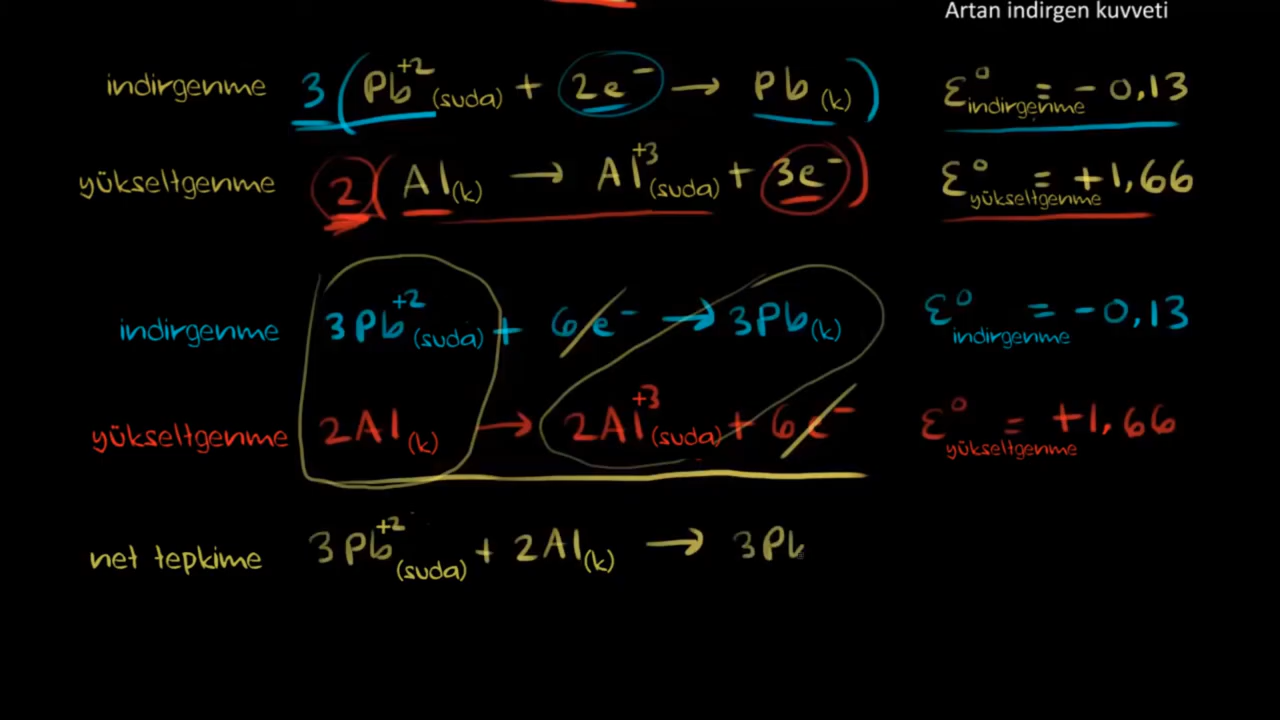 Artan indirgen kuvveti
indirgenme 3 ( Pb⁺² (suda) + 2e⁻ → Pb (k) ) ε° indirgenme = -0,13
yükseltgenme 2 ( Al (k) → Al⁺³ (suda) + 3e⁻ ) ε° yükseltgenme = +1,66
indirgenme 3Pb⁺² (suda) + 6e⁻ → 3Pb (k) ε° indirgenme = -0,13
yükseltgenme 2Al (k) → 2Al⁺³ (suda) + 6e⁻ ε° yükseltgenme = +1,66
net tepkime 3Pb⁺² (suda) + 2Al (k) → 3Pb